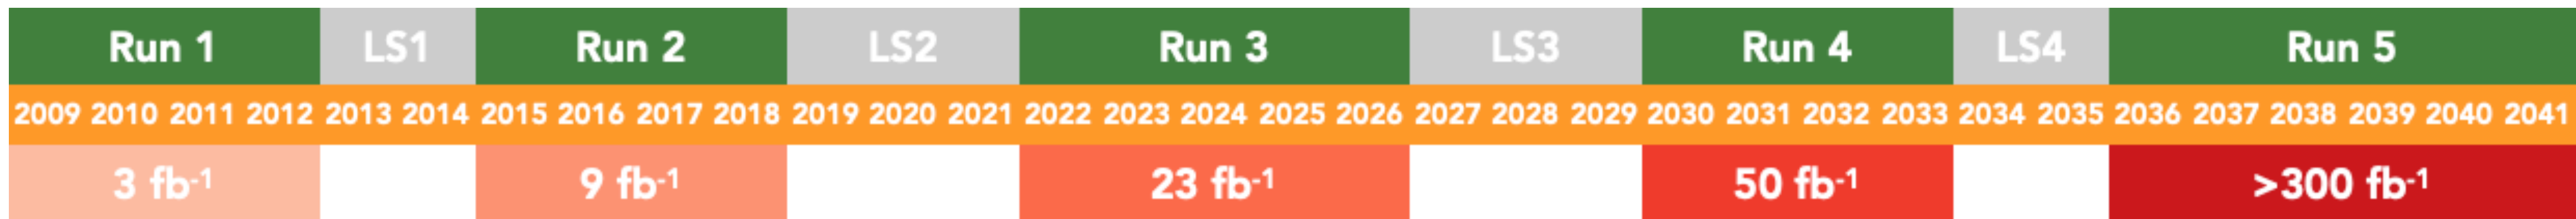 Run 1 LS1 Run 2 LS2 Run 3 LS3 Run 4 LS4 Run 5
2009 2010 2011 2012 2013 2014 2015 2016 2017 2018 2019 2020 2021 2022 2023 2024 2025 2026 2027 2028 2029 2030 2031 2032 2033 2034 2035 2036 2037 2038 2039 2040 2041
3 fb⁻¹ 9 fb⁻¹ 23 fb⁻¹ 50 fb⁻¹ >300 fb⁻¹